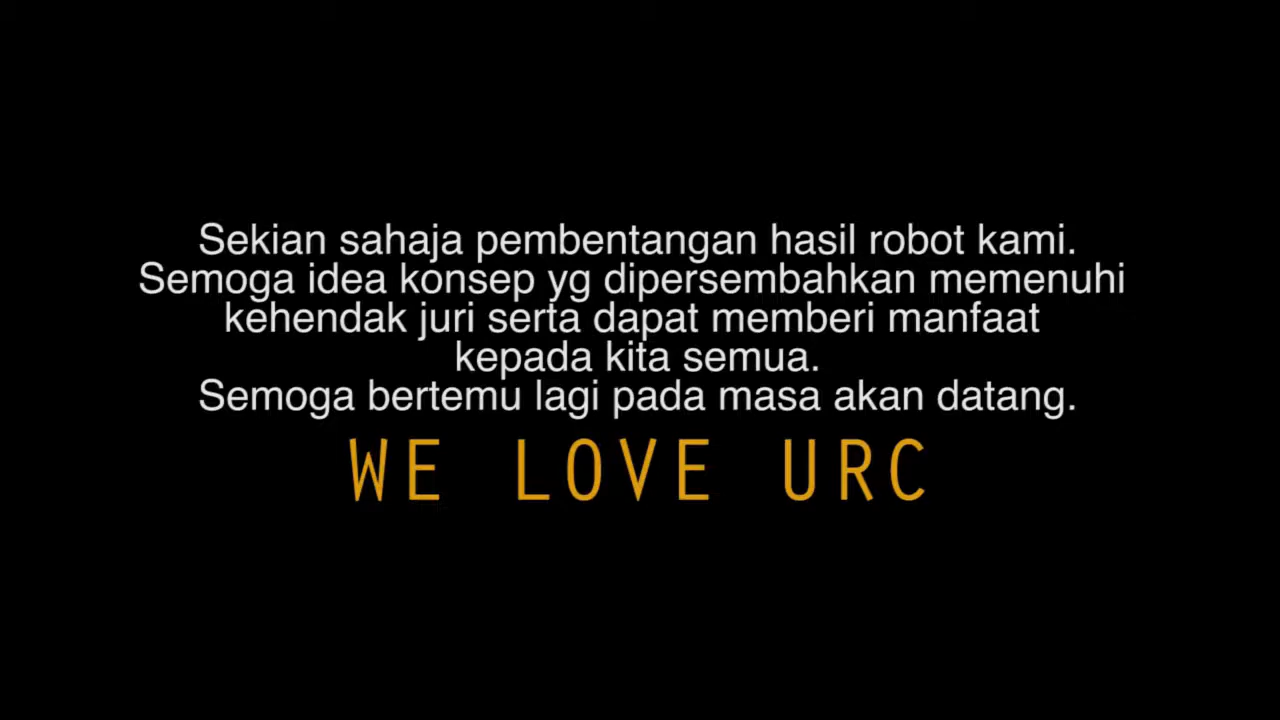 Sekian sahaja pembentangan hasil robot kami.
Semoga idea konsep yg dipersembahkan memenuhi
kehendak juri serta dapat memberi manfaat
kepada kita semua.
Semoga bertemu lagi pada masa akan datang.
WE LOVE URC